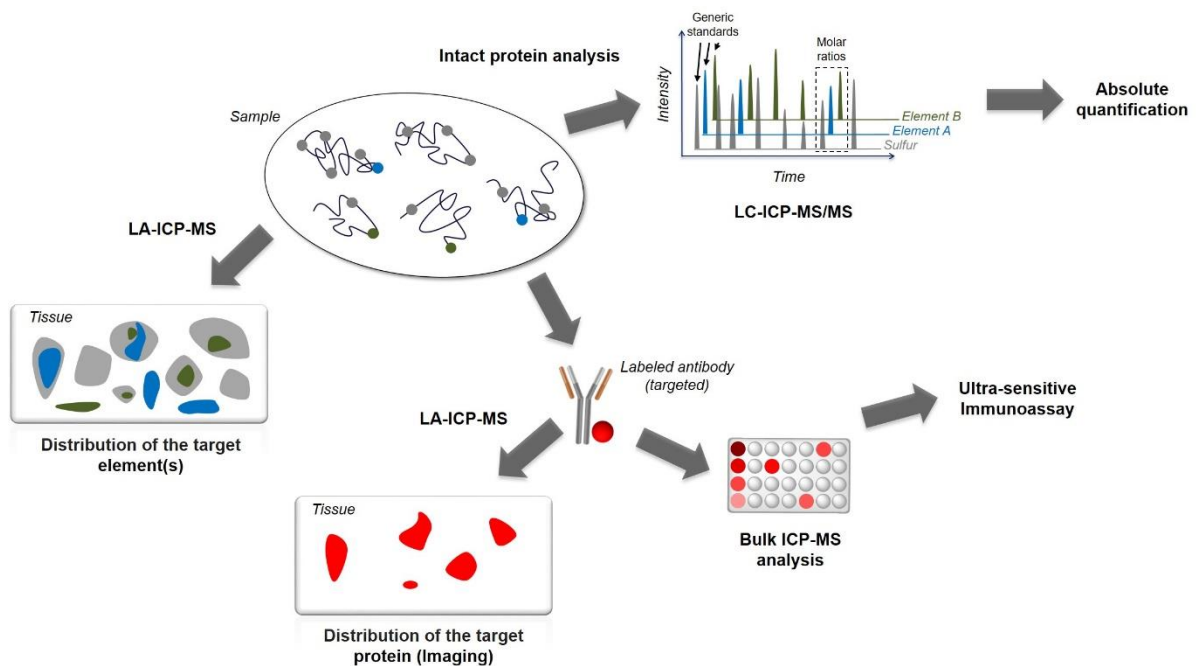 Generic
standards
Molar
ratios
Intact protein analysis
Intensity
Element B
Element A
Sulfur
Time
LC-ICP-MS/MS
Absolute
quantification
Sample
LA-ICP-MS
Tissue
Distribution of the target
element(s)
Labeled antibody
(targeted)
LA-ICP-MS
Ultra-sensitive
Immunoassay
Tissue
Bulk ICP-MS
analysis
Distribution of the target
protein (Imaging)